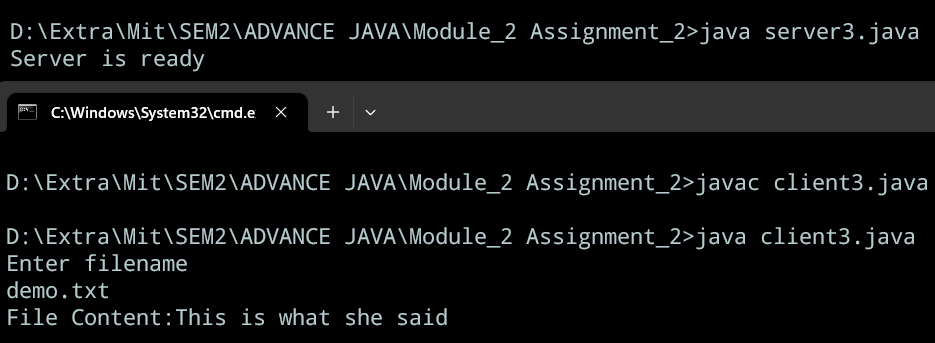 D:\Extra\Mit\SEM2\ADVANCE JAVA\Module_2 Assignment_2>java server3.java
Server is ready
C:\Windows\System32\cmd.e
D:\Extra\Mit\SEM2\ADVANCE JAVA\Module_2 Assignment_2>javac client3.java
D:\Extra\Mit\SEM2\ADVANCE JAVA\Module_2 Assignment_2>java client3.java
Enter filename
demo.txt
File Content:This is what she said